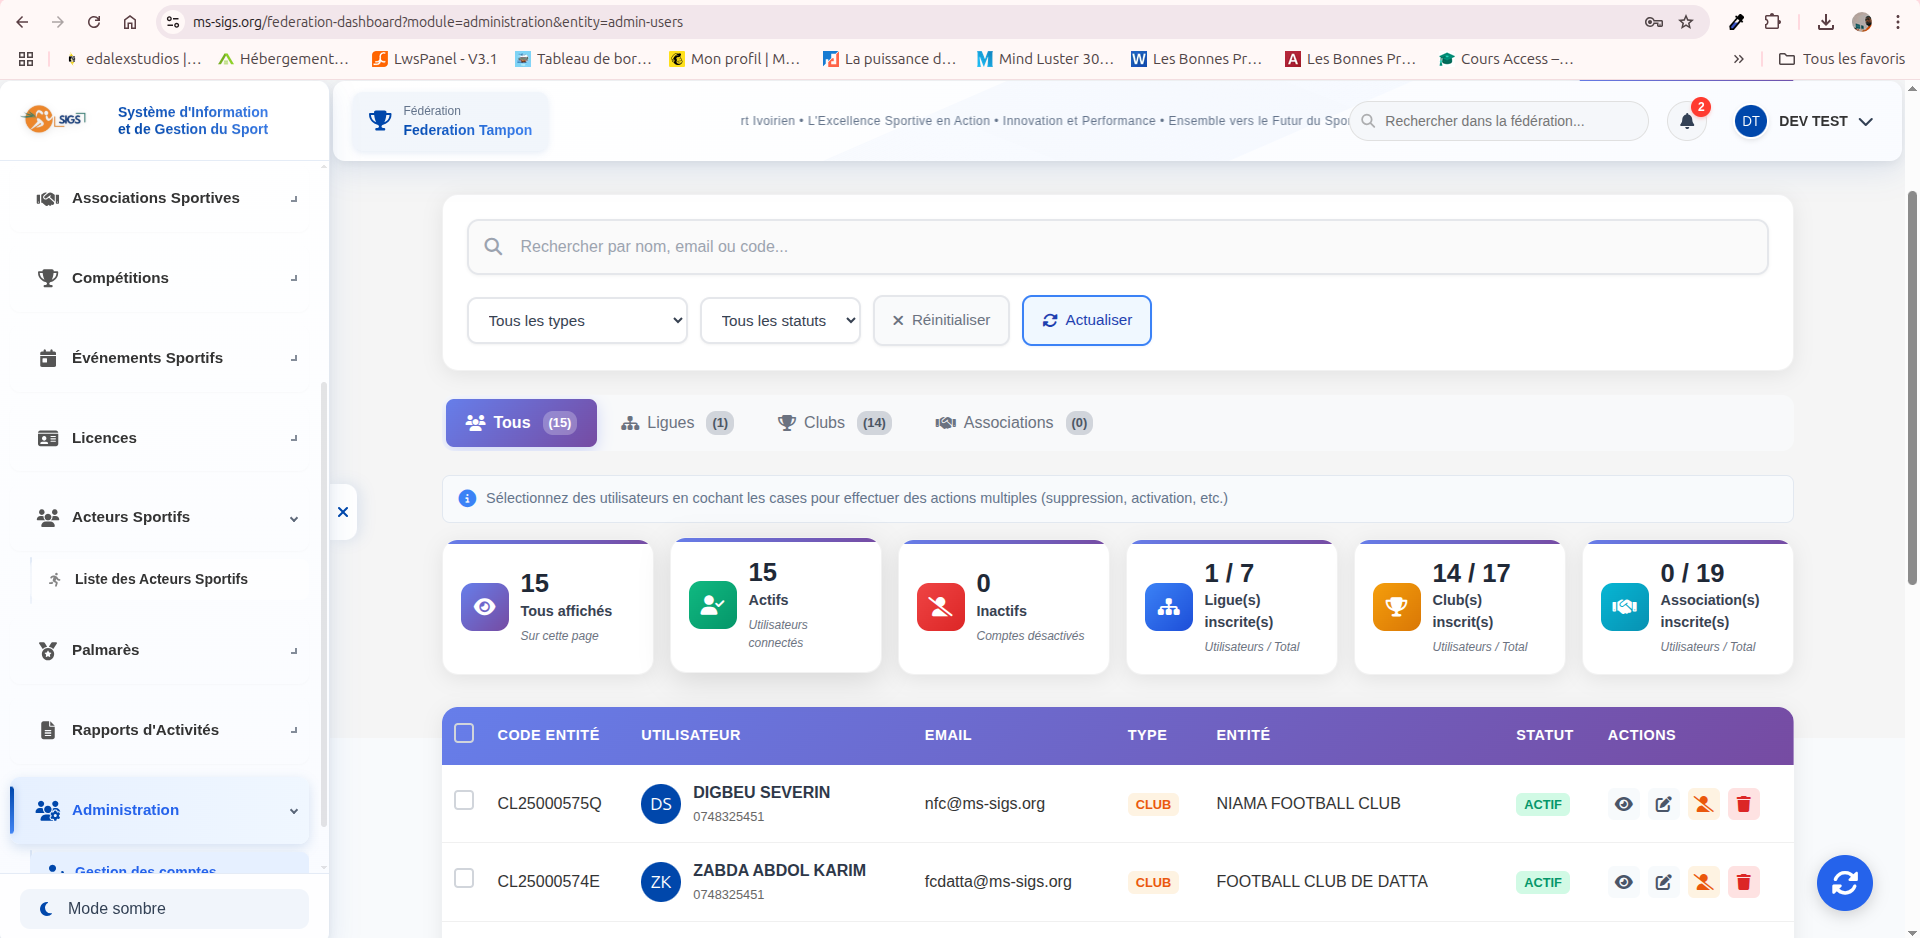 ms-sigs.org/federation-dashboard?module=administration&entity=admin-users
edalexstudios |...
Hébergement...
LwsPanel - V3.1
Tableau de bor...
Mon profil | M...
La puissance d...
Mind Luster 30...
Les Bonnes Pr...
Les Bonnes Pr...
Cours Access –...
»
Tous les favoris
SIGS
Système d'Information
et de Gestion du Sport
Fédération
Federation Tampon
rt Ivoirien • L'Excellence Sportive en Action • Innovation et Performance • Ensemble vers le Futur du Spo
Rechercher dans la fédération...
2
DT
DEV TEST
Associations Sportives
Compétitions
Événements Sportifs
Licences
Acteurs Sportifs
Liste des Acteurs Sportifs
Palmarès
Rapports d'Activités
Administration
Gestion des comptes
Mode sombre
Rechercher par nom, email ou code...
Tous les types
Tous les statuts
Réinitialiser
Actualiser
Tous (15)
Ligues (1)
Clubs (14)
Associations (0)
Sélectionnez des utilisateurs en cochant les cases pour effectuer des actions multiples (suppression, activation, etc.)
15
Tous affichés
Sur cette page
15
Actifs
Utilisateurs
connectés
0
Inactifs
Comptes désactivés
1 / 7
Ligue(s)
inscrite(s)
Utilisateurs / Total
14 / 17
Club(s)
inscrit(s)
Utilisateurs / Total
0 / 19
Association(s)
inscrite(s)
Utilisateurs / Total
CODE ENTITÉ UTILISATEUR EMAIL TYPE ENTITÉ STATUT ACTIONS
CL25000575Q DS DIGBEU SEVERIN nfc@ms-sigs.org CLUB NIAMA FOOTBALL CLUB ACTIF
0748325451
CL25000574E ZK ZABDA ABDOL KARIM fcdatta@ms-sigs.org CLUB FOOTBALL CLUB DE DATTA ACTIF
0748325451